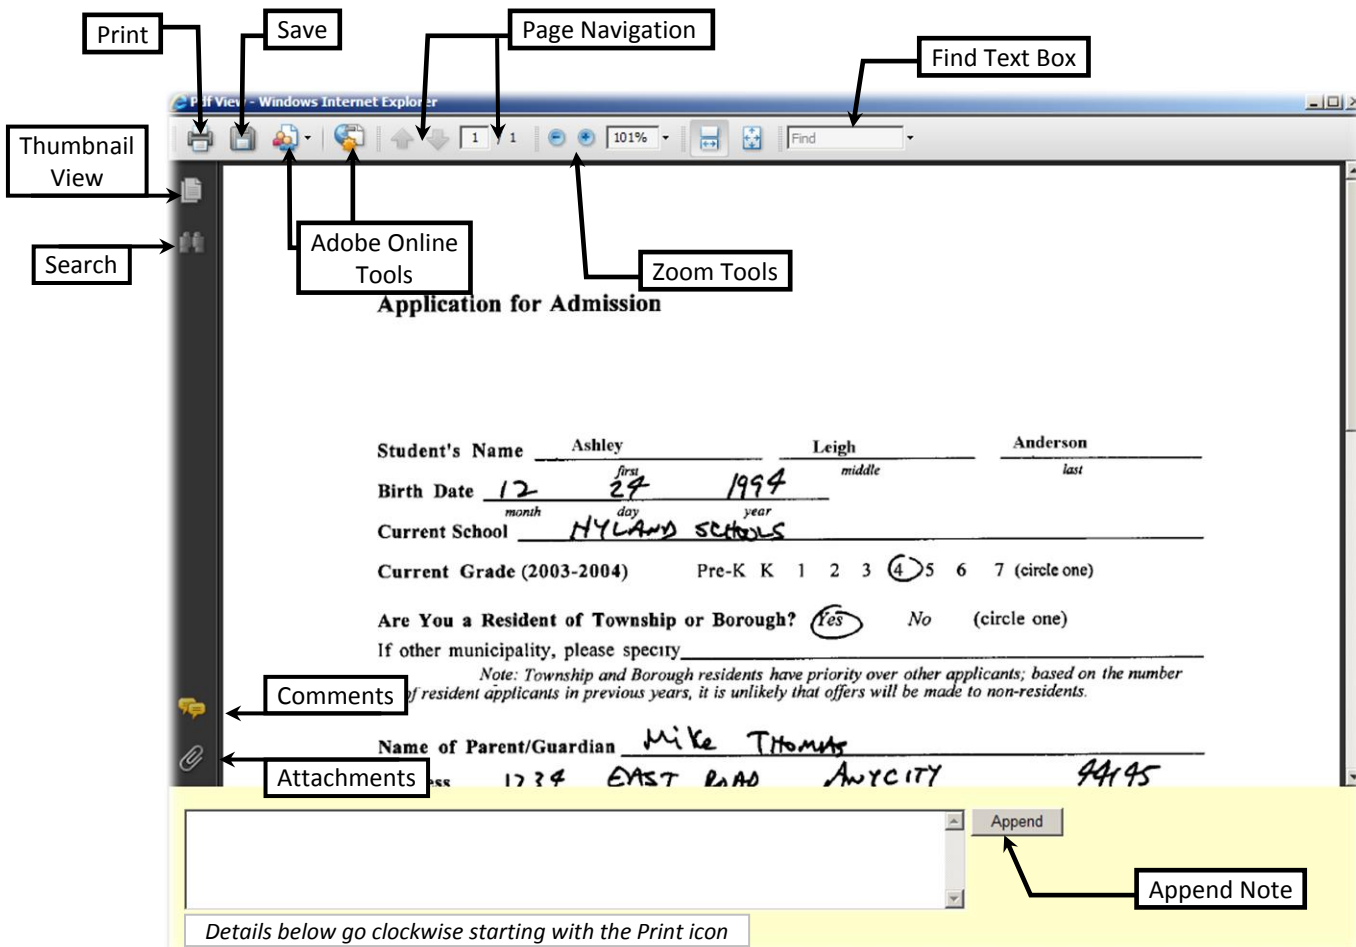 Print
Save
Page Navigation
Find Text Box
Pdf View - Windows Internet Explorer
1 / 1
101%
Find
Thumbnail
View
Search
Adobe Online
Tools
Zoom Tools
Application for Admission
Student's Name Ashley Leigh Anderson
first middle last
Birth Date 12 24 1994
month day year
Current School HYLAND SCHOOLS
Current Grade (2003-2004) Pre-K K 1 2 3 4 5 6 7 (circle one)
Are You a Resident of Township or Borough? Yes No (circle one)
If other municipality, please specify
Note: Township and Borough residents have priority over other applicants; based on the number
of resident applicants in previous years, it is unlikely that offers will be made to non-residents.
Comments
Name of Parent/Guardian Mike THOMAS
Attachments
ess 1234 EAST ROAD ANYCITY 44145
Append
Append Note
Details below go clockwise starting with the Print icon